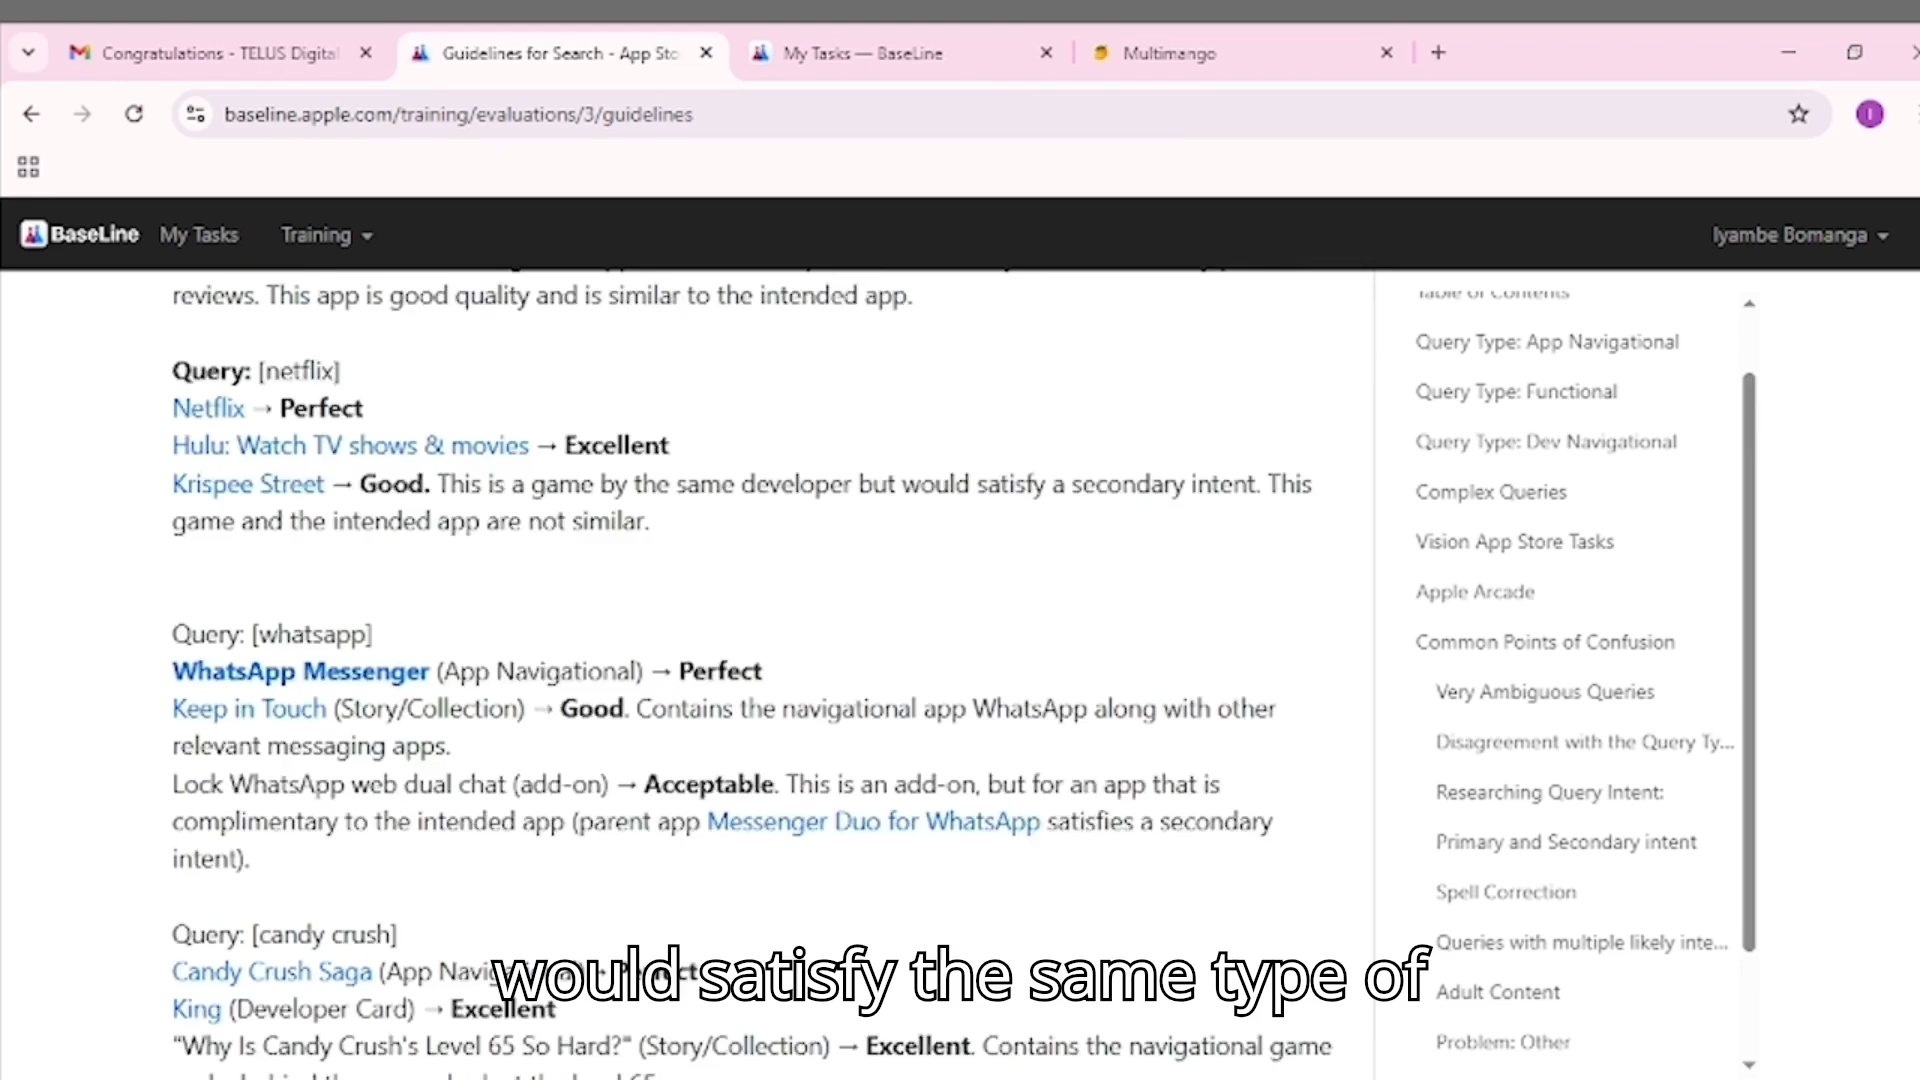 Congratulations - TELUS Digital
Guidelines for Search - App Sto
My Tasks — BaseLine
Multimango
baseline.apple.com/training/evaluations/3/guidelines
I
BaseLine
My Tasks
Training
Iyambe Bomanga
reviews. This app is good quality and is similar to the intended app.
Query: [netflix]
Netflix → Perfect
Hulu: Watch TV shows & movies → Excellent
Krispee Street → Good. This is a game by the same developer but would satisfy a secondary intent. This
game and the intended app are not similar.
Query: [whatsapp]
WhatsApp Messenger (App Navigational) → Perfect
Keep in Touch (Story/Collection) → Good. Contains the navigational app WhatsApp along with other
relevant messaging apps.
Lock WhatsApp web dual chat (add-on) → Acceptable. This is an add-on, but for an app that is
complimentary to the intended app (parent app Messenger Duo for WhatsApp satisfies a secondary
intent).
Query: [candy crush]
Candy Crush Saga (App
King (Developer Card) → Excellent
"Why Is Candy Crush's Level 65 So Hard?" (Story/Collection) → Excellent. Contains the navigational game
would satisfy the same type of
Table of Contents
Query Type: App Navigational
Query Type: Functional
Query Type: Dev Navigational
Complex Queries
Vision App Store Tasks
Apple Arcade
Common Points of Confusion
Very Ambiguous Queries
Disagreement with the Query Ty...
Researching Query Intent:
Primary and Secondary intent
Spell Correction
Queries with multiple likely inte...
Adult Content
Problem: Other